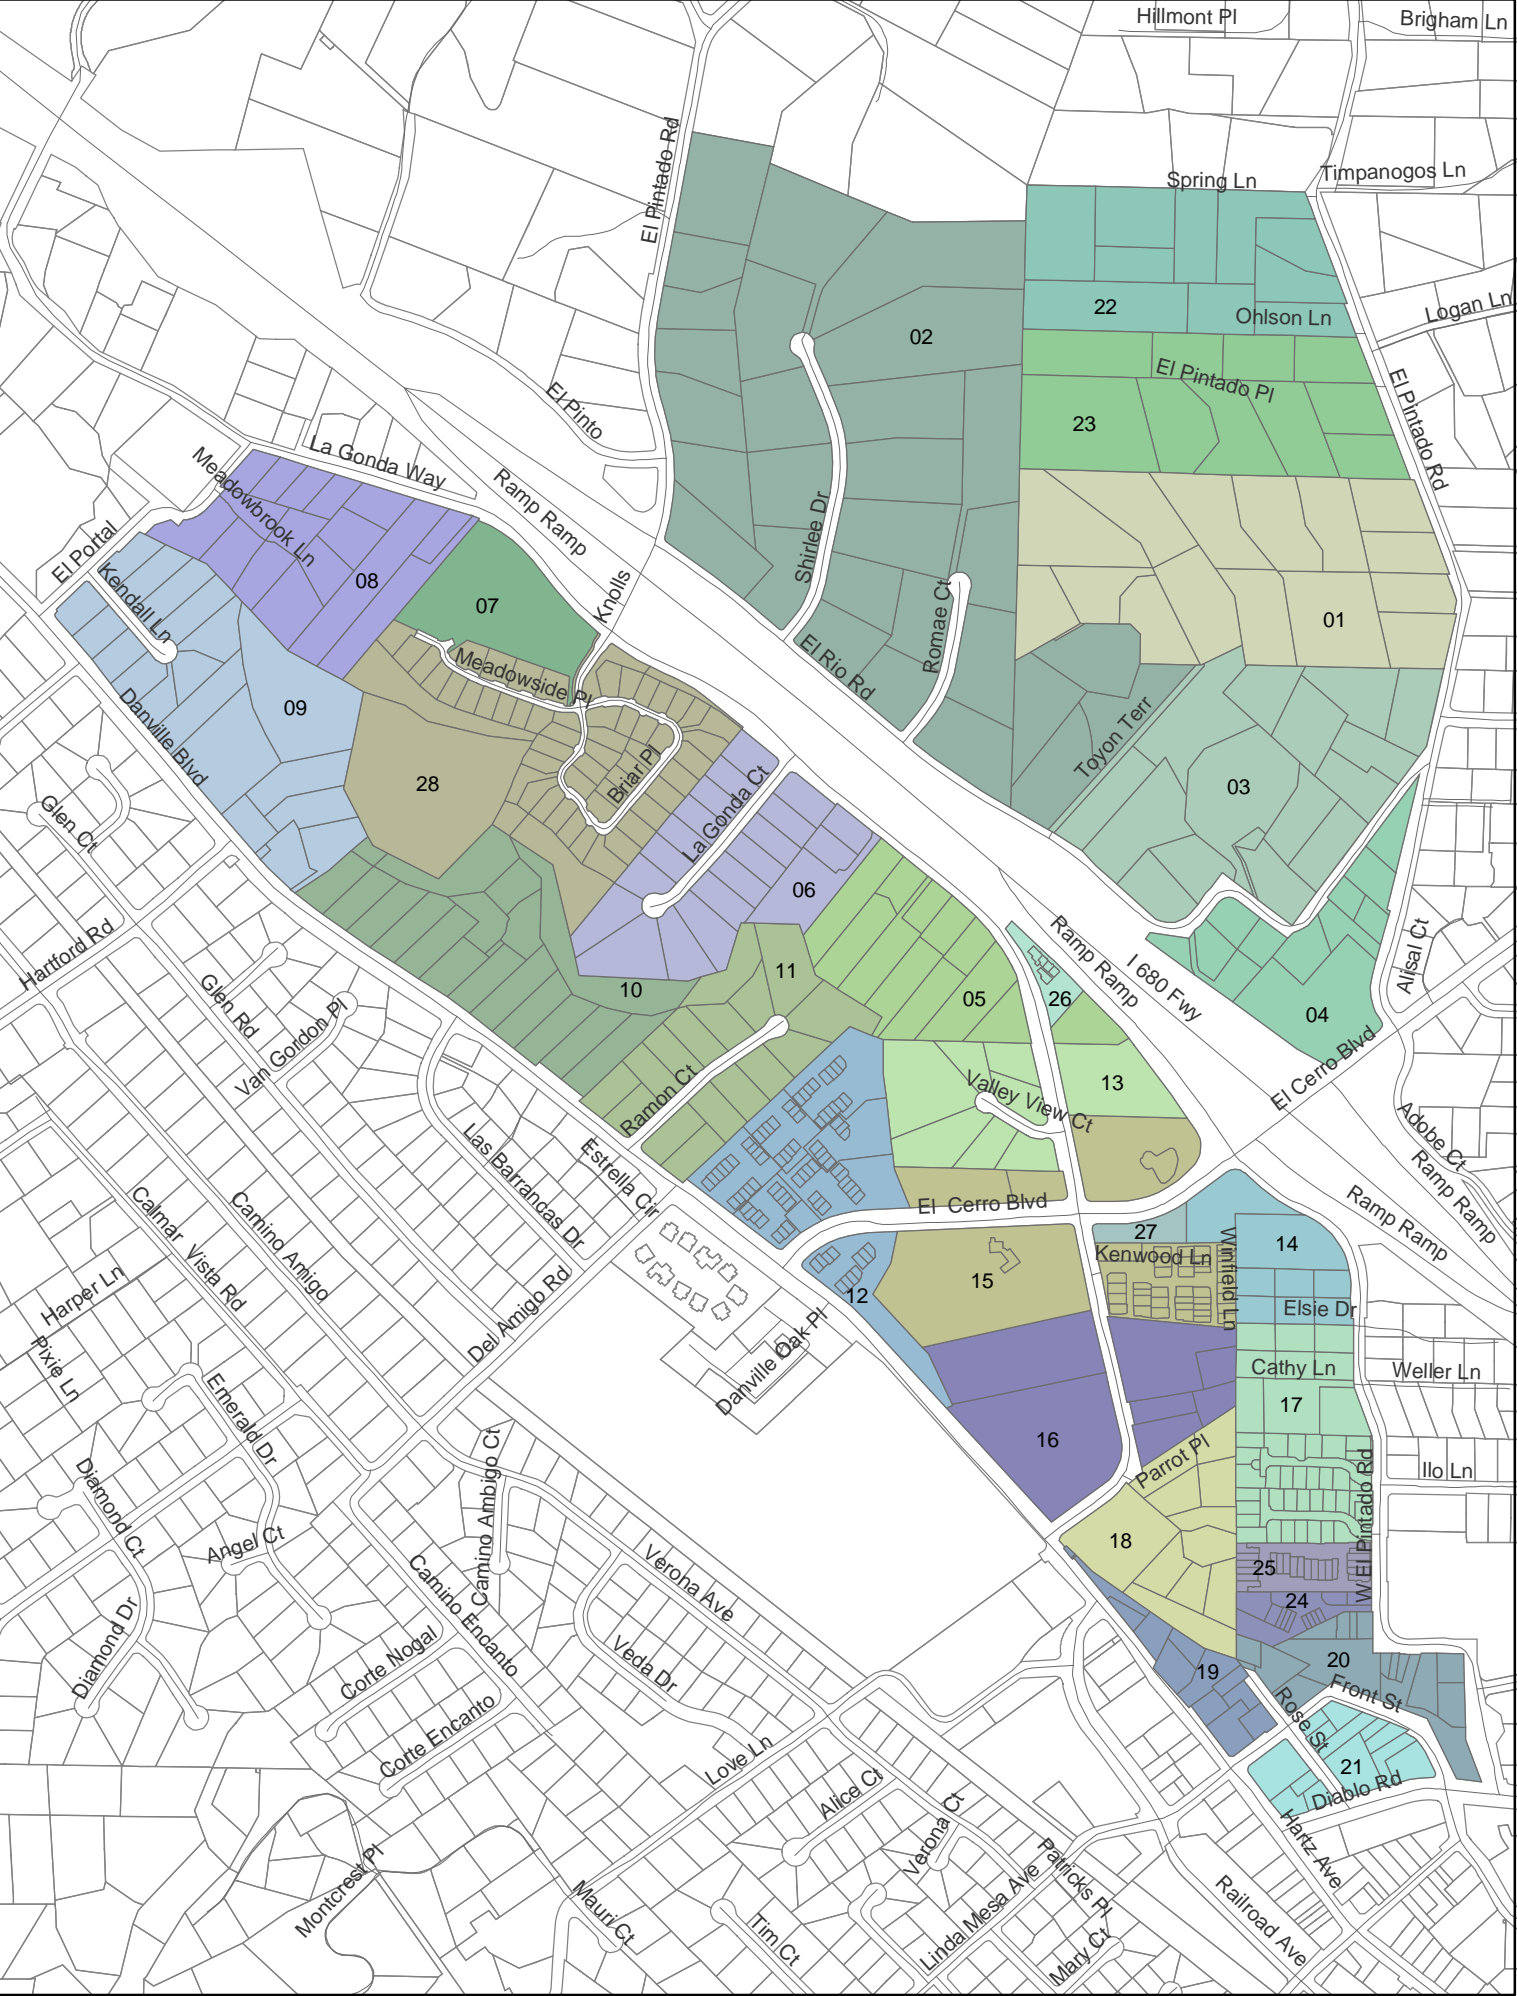 Hillmont Pl
Brigham Ln
El Pintado Rd
Spring Ln
Timpanogos Ln
Logan Ln
22
Ohlson Ln
02
El Pintado Pl
El Pintado Rd
23
El Pinto
La Gonda Way
Meadowbrook Ln
Ramp Ramp
El Portal
Kendall Ln
08
07
Knolls
Shirlee Dr
Romae Ct
01
El Rio Rd
Meadowside Pl
09
Danville Blvd
28
Briar Pl
Toyon Terr
03
La Gonda Ct
Glen Ct
06
Hartford Rd
10
11
05
26
Ramp Ramp
I 680 Fwy
Alisal Ct
04
Glen Rd
Van Gordon Pl
El Cerro Blvd
13
Valley View Ct
Ramon Ct
Adobe Ct
Ramp Ramp
Las Barrancas Dr
Estrella Cir
Calmar Vista Rd
Camino Amigo
El Cerro Blvd
Ramp Ramp
27
Winfield Ln
14
Kenwood Ln
Harper Ln
15
12
Elsie Dr
Del Amigo Rd
Danville Oak Pl
Pixie Ln
Cathy Ln
Weller Ln
Emerald Dr
17
16
Parrot Pl
W El Pintado Rd
Ilo Ln
Diamond Ct
Camino Ambigo Ct
Angel Ct
18
Verona Ave
Camino Encanto
25
24
Diamond Dr
Corte Nogal
Veda Dr
20
19
Front St
Rose St
Corte Encanto
Love Ln
21
Alice Ct
Diablo Rd
Verona Ct
Hartz Ave
Patricks Pl
Montcrest Pl
Mauri Ct
Tim Ct
Linda Mesa Ave
Mary Ct
Railroad Ave